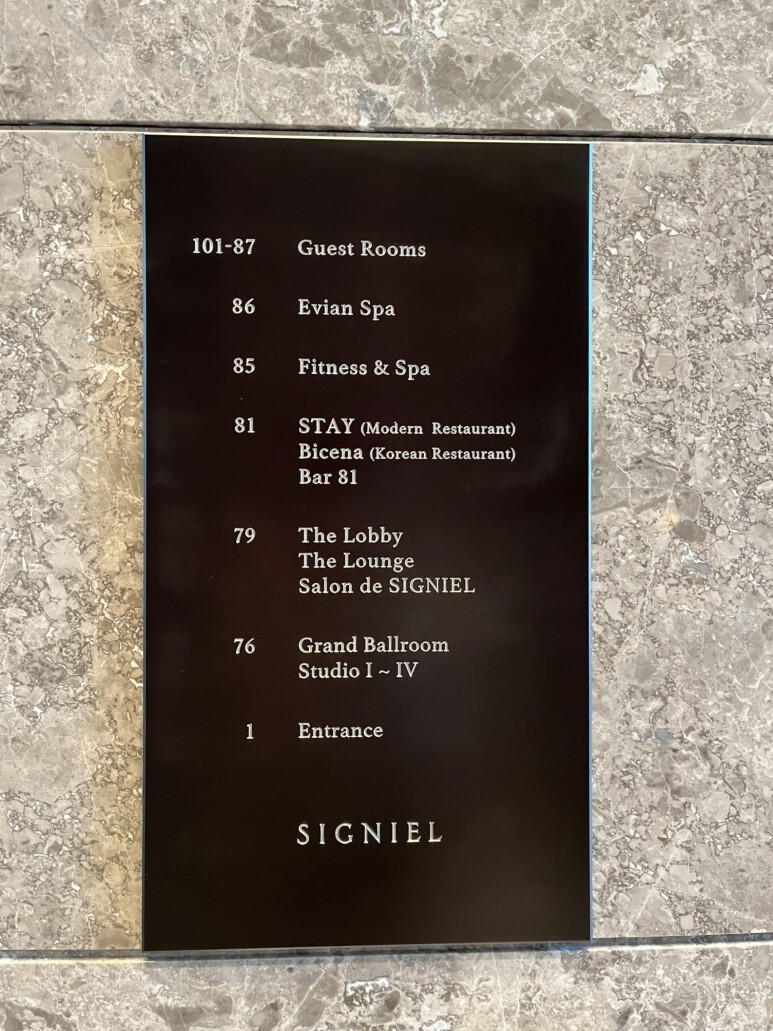 101-87 Guest Rooms
86 Evian Spa
85 Fitness & Spa
81 STAY (Modern Restaurant)
Bicena (Korean Restaurant)
Bar 81
79 The Lobby
The Lounge
Salon de SIGNIEL
76 Grand Ballroom
Studio I ~ IV
1 Entrance
SIGNIEL